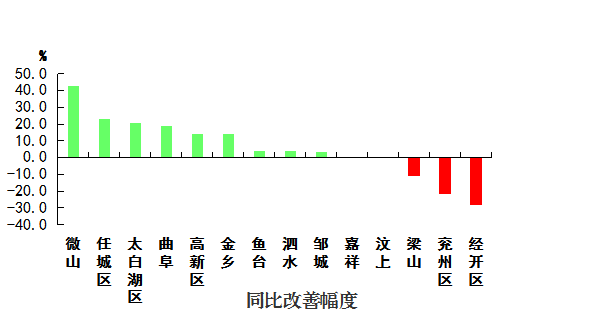 %
50.0
40.0
30.0
20.0
10.0
0.0
-10.0
-20.0
-30.0
-40.0
微山
任城区
太白湖区
曲阜
高新区
金乡
鱼台
泗水
邹城
嘉祥
汶上
梁山
兖州区
经开区
同比改善幅度